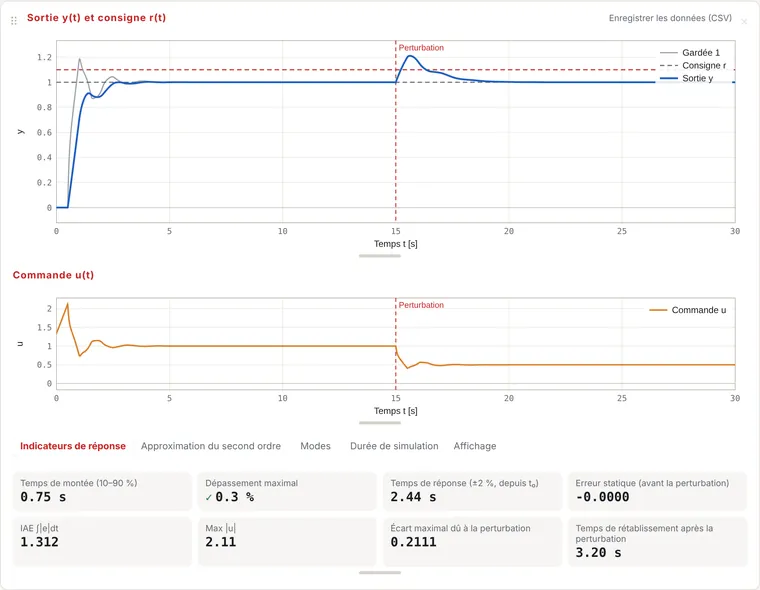 Sortie y(t) et consigne r(t)
Enregistrer les données (CSV)
Perturbation
Gardée 1
Consigne r
Sortie y
1.2
1
0.8
0.6
0.4
0.2
0
y
0 5 10 15 20 25 30
Temps t [s]
Commande u(t)
Perturbation
Commande u
2
1.5
1
0.5
0
u
0 5 10 15 20 25 30
Temps t [s]
Indicateurs de réponse Approximation du second ordre Modes Durée de simulation Affichage
Temps de montée (10–90 %)
0.75 s
Dépassement maximal
✓ 0.3 %
Temps de réponse (±2 %, depuis t₀)
2.44 s
Erreur statique (avant la perturbation)
-0.0000
IAE ∫|e|dt
1.312
Max |u|
2.11
Écart maximal dû à la perturbation
0.2111
Temps de rétablissement après la
perturbation
3.20 s